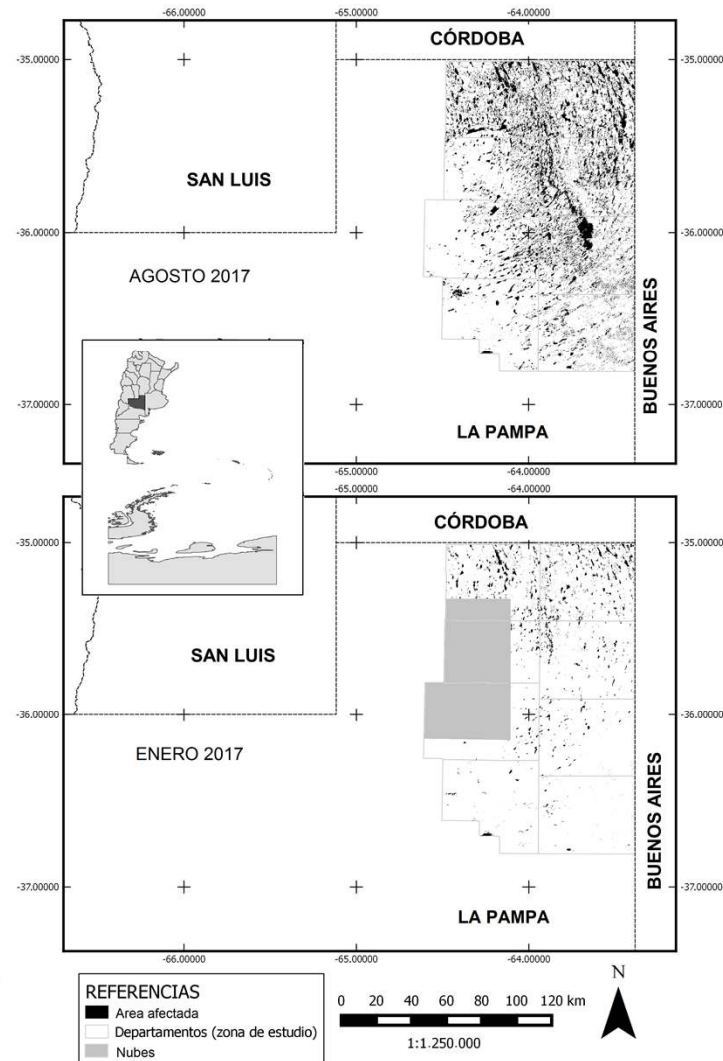 -66.00000 -65.00000 -64.00000
CÓRDOBA
-35.00000 -35.00000
SAN LUIS
-36.00000 -36.00000
AGOSTO 2017
BUENOS AIRES
-37.00000 -37.00000
LA PAMPA
-65.00000 -64.00000
-65.00000 -64.00000
CÓRDOBA
-35.00000 -35.00000
SAN LUIS
-36.00000 -36.00000
ENERO 2017
BUENOS AIRES
-37.00000 -37.00000
LA PAMPA
-66.00000 -65.00000 -64.00000
REFERENCIAS
Area afectada
Departamentos (zona de estudio)
Nubes
0 20 40 60 80 100 120 km
1:1.250.000
N